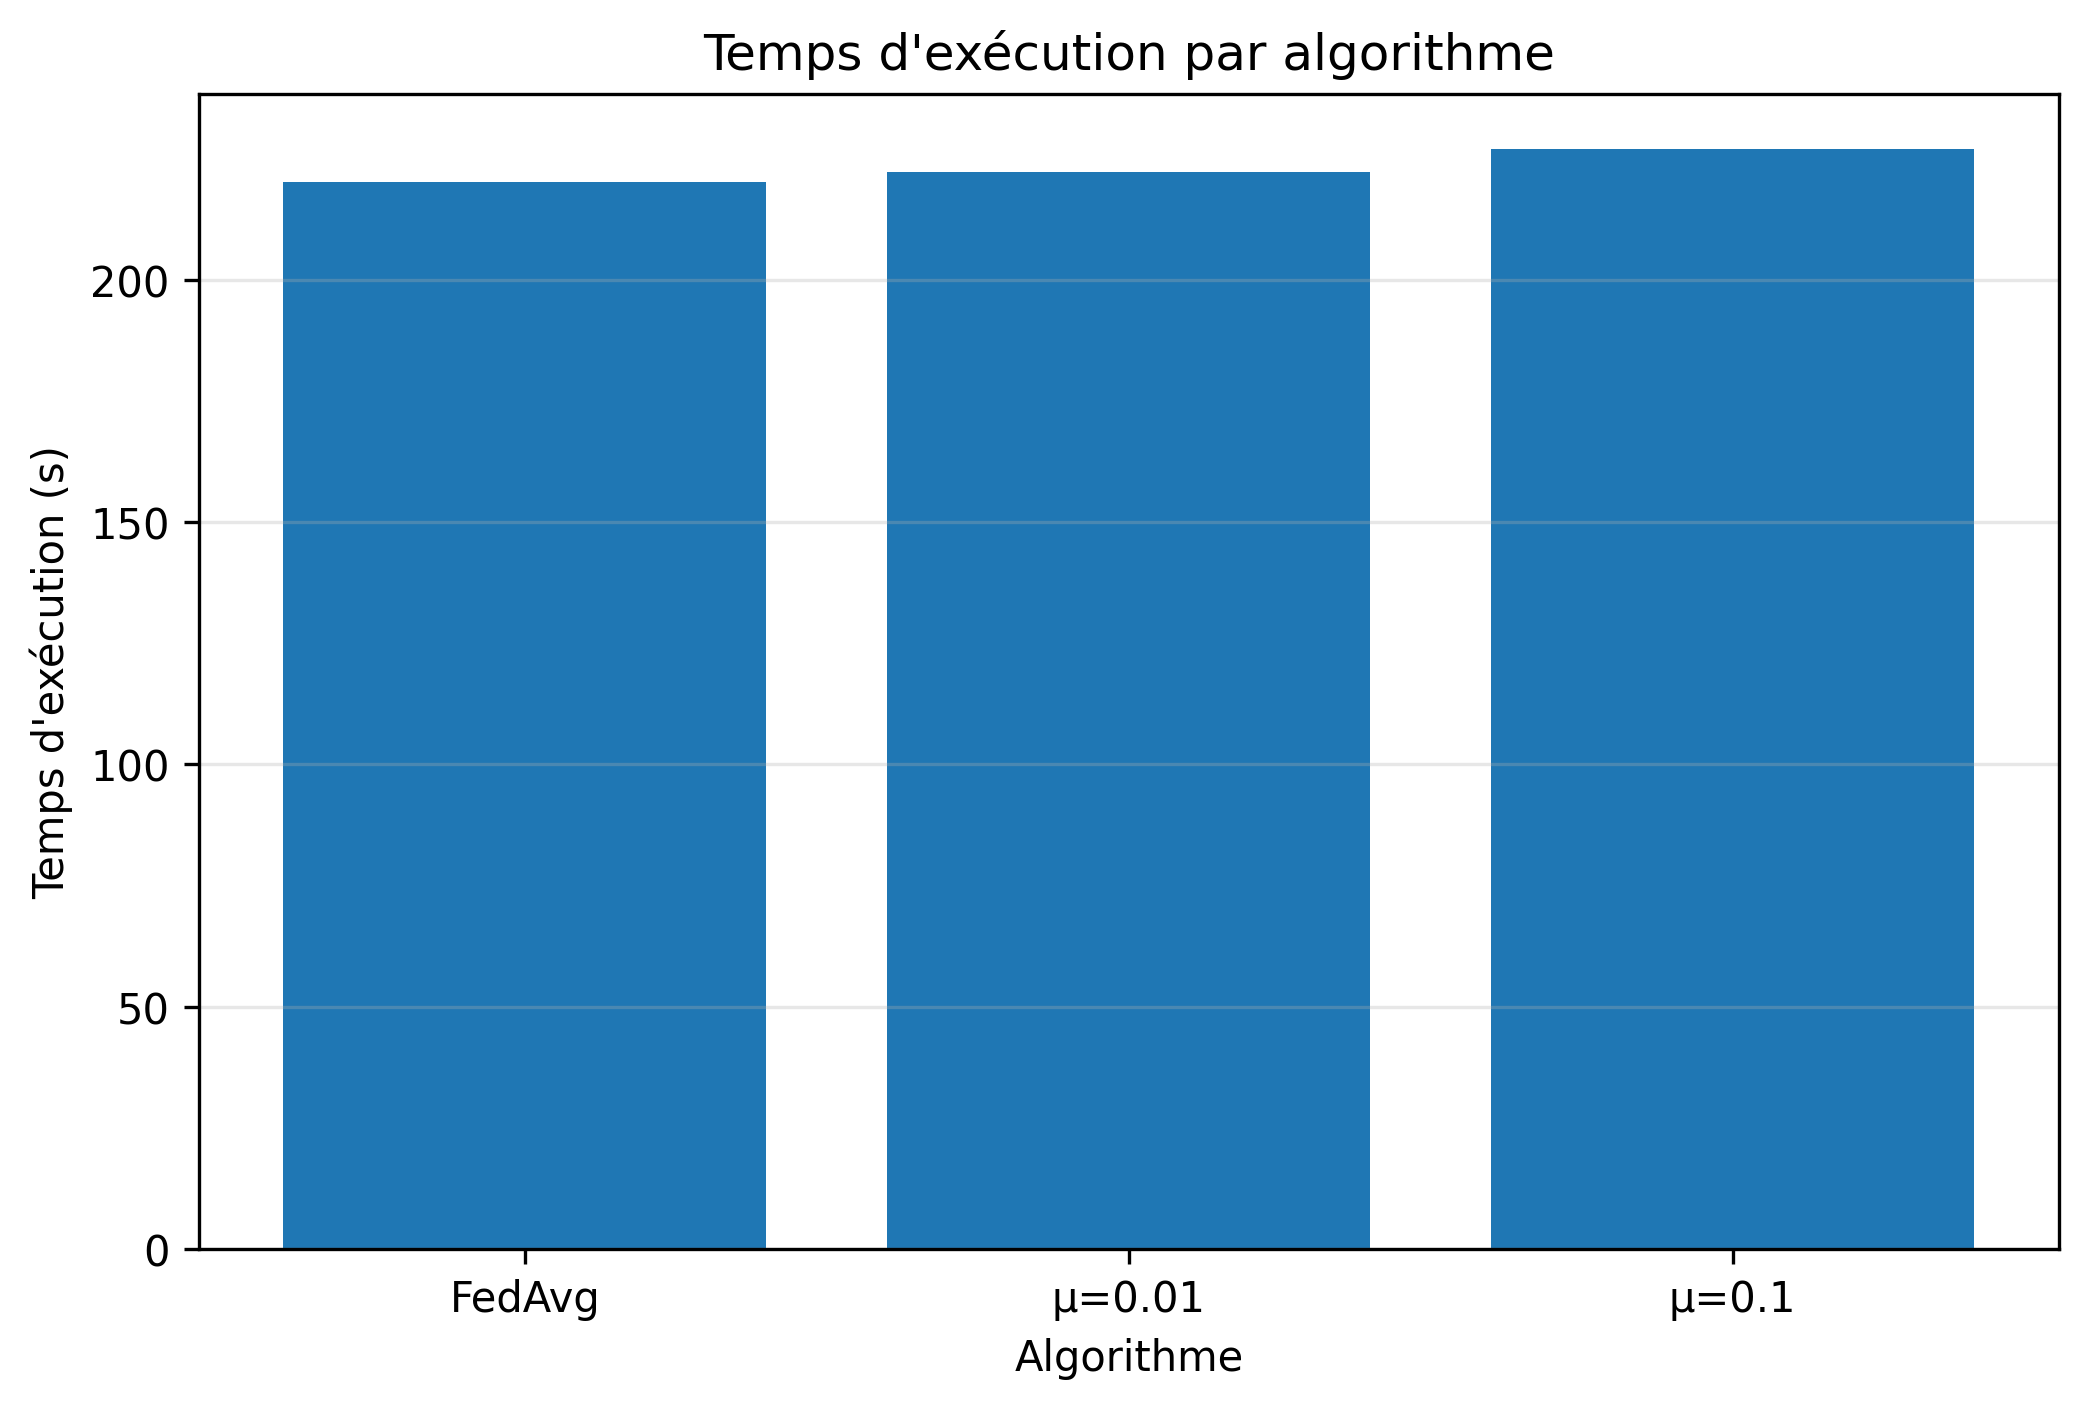 Temps d'exécution par algorithme
Temps d'exécution (s)
200
150
100
50
0
FedAvg
μ=0.01
μ=0.1
Algorithme